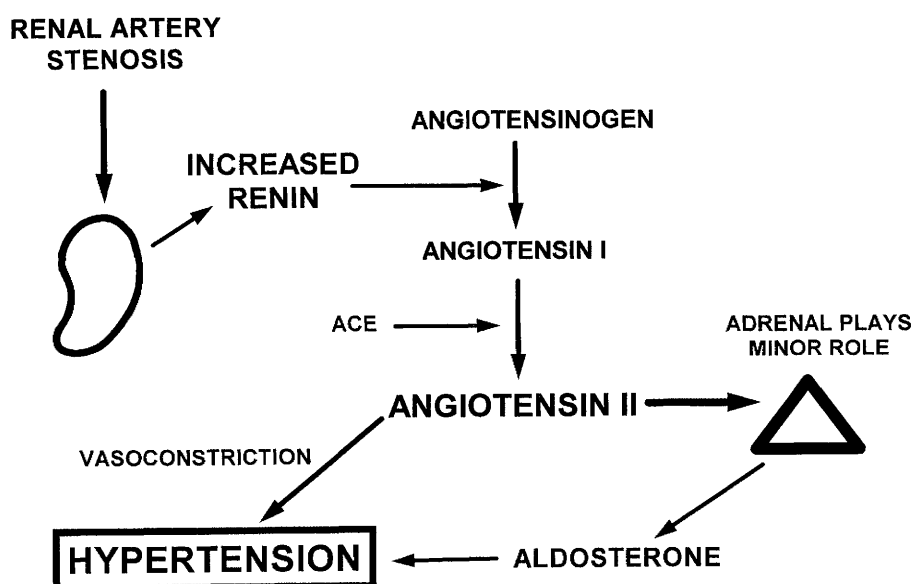 RENAL ARTERY
STENOSIS
ANGIOTENSINOGEN
INCREASED
RENIN
ANGIOTENSIN I
ACE
ADRENAL PLAYS
MINOR ROLE
ANGIOTENSIN II
VASOCONSTRICTION
HYPERTENSION
ALDOSTERONE